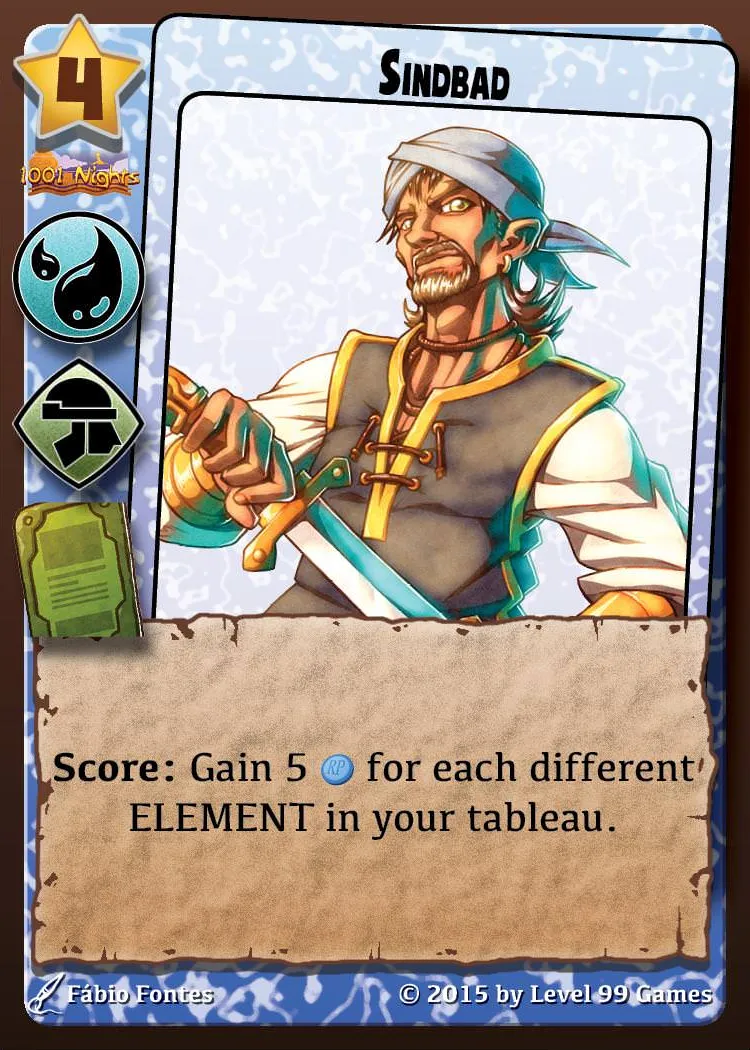 4
SINDBAD
1001 Nights
Score: Gain 5 RP for each different
ELEMENT in your tableau.
Fábio Fontes
© 2015 by Level 99 Games